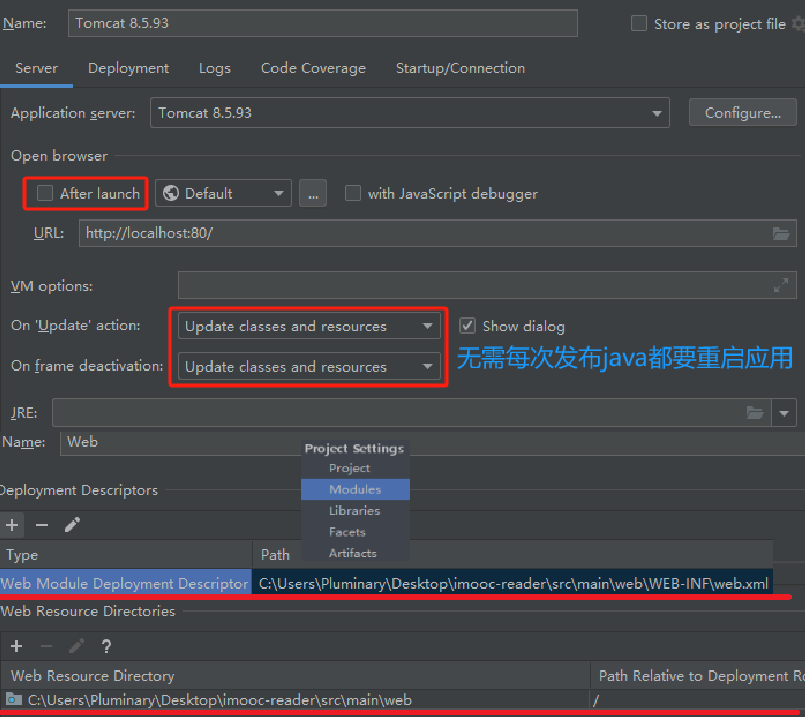 Name: Tomcat 8.5.93 Store as project file
Server Deployment Logs Code Coverage Startup/Connection
Application server: Tomcat 8.5.93 Configure...
Open browser
After launch Default ... with JavaScript debugger
URL: http://localhost:80/
VM options:
On 'Update' action: Update classes and resources Show dialog
On frame deactivation: Update classes and resources 无需每次发布java都要重启应用
JRE:
Name: Web
Project Settings
Project
Modules
Libraries
Facets
Artifacts
Deployment Descriptors
Type Path
Web Module Deployment Descriptor C:\Users\Pluminary\Desktop\imooc-reader\src\main\web\WEB-INF\web.xml
Web Resource Directories
?
Web Resource Directory Path Relative to Deployment Ro
C:\Users\Pluminary\Desktop\imooc-reader\src\main\web /